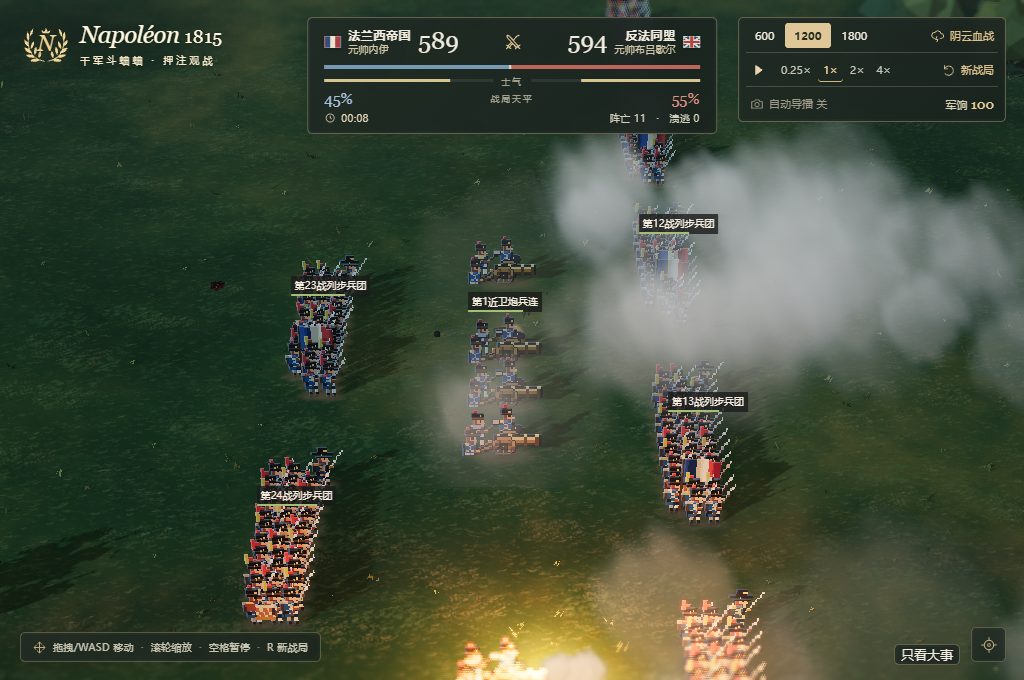 N
Napoléon 1815
千军斗蛐蛐 · 押注观战
法兰西帝国
元帅内伊
589
594
反法同盟
元帅布吕歇尔
士气
45%
战局天平
55%
00:08
阵亡 11 · 溃逃 0
600 1200 1800 阴云血战
0.25× 1× 2× 4× 新战局
自动导播 关 军饷 100
第12战列步兵团
第23战列步兵团
第1近卫炮兵连
第13战列步兵团
第24战列步兵团
拖拽/WASD 移动 · 滚轮缩放 · 空格暂停 · R 新战局
只看大事